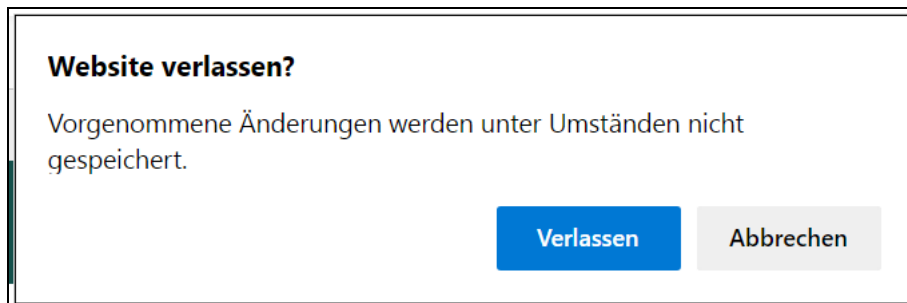 Website verlassen?
Vorgenommene Änderungen werden unter Umständen nicht
gespeichert.
Verlassen
Abbrechen